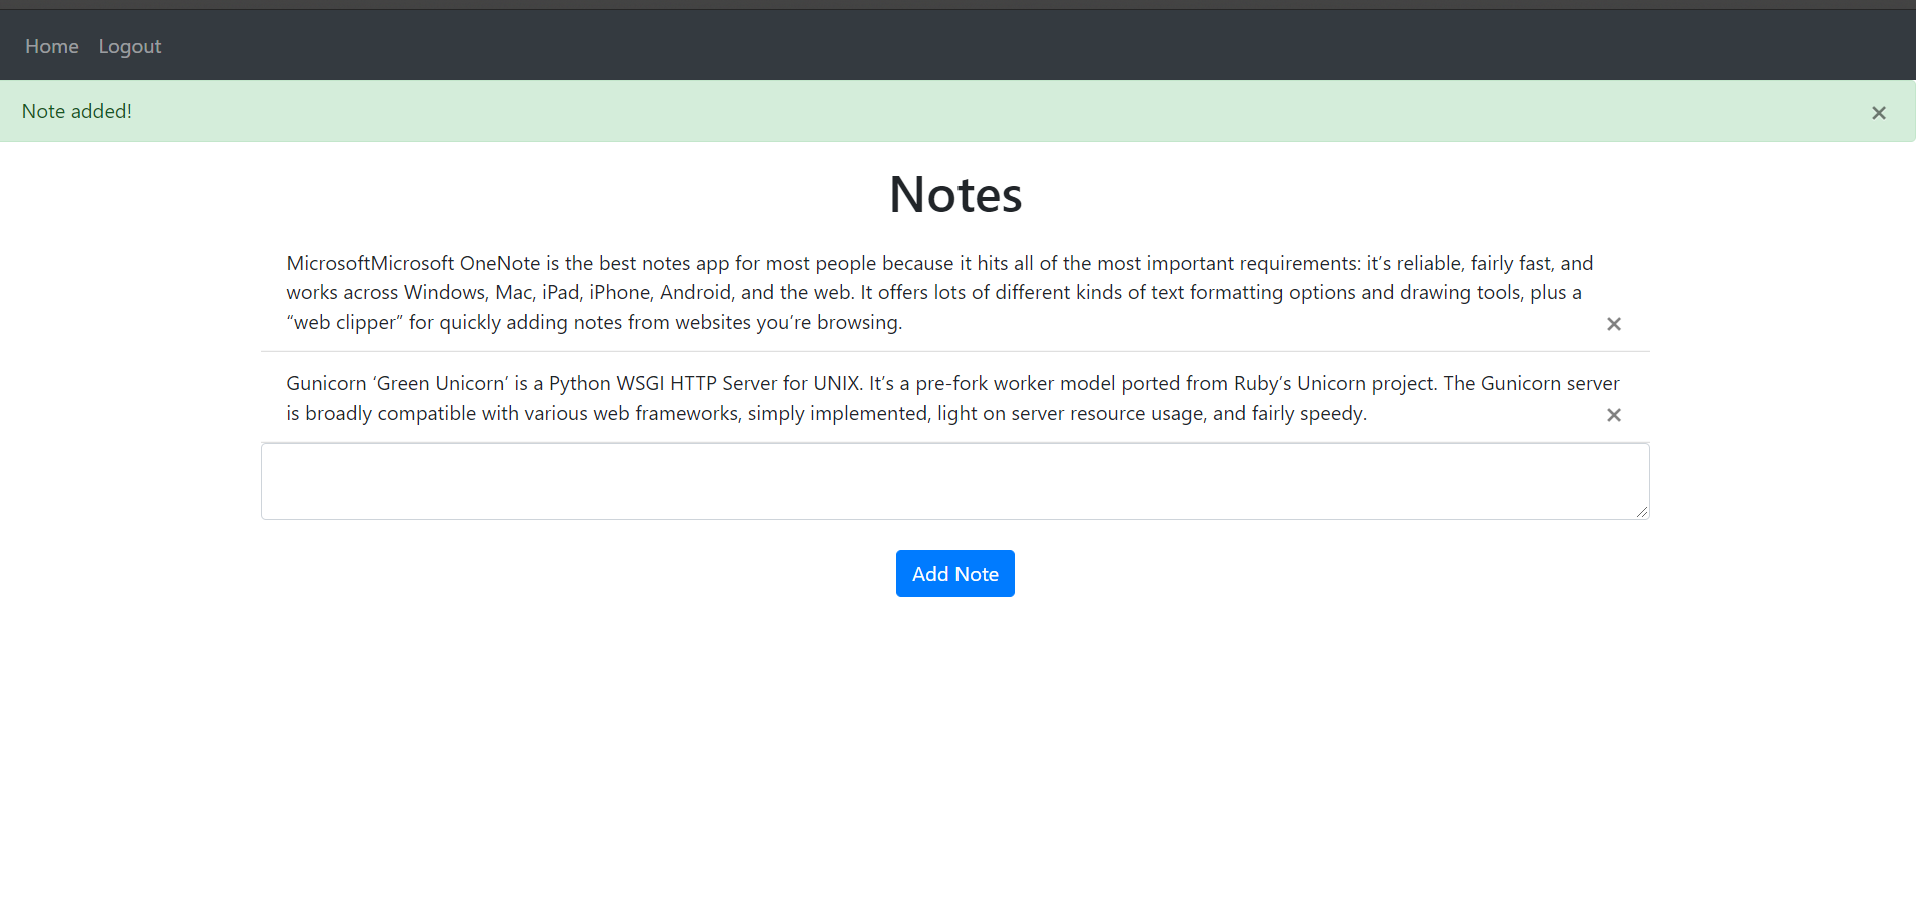 Home Logout
Note added! ×
Notes
MicrosoftMicrosoft OneNote is the best notes app for most people because it hits all of the most important requirements: it’s reliable, fairly fast, and
works across Windows, Mac, iPad, iPhone, Android, and the web. It offers lots of different kinds of text formatting options and drawing tools, plus a
“web clipper” for quickly adding notes from websites you’re browsing. ×
Gunicorn ‘Green Unicorn’ is a Python WSGI HTTP Server for UNIX. It’s a pre-fork worker model ported from Ruby’s Unicorn project. The Gunicorn server
is broadly compatible with various web frameworks, simply implemented, light on server resource usage, and fairly speedy. ×
Add Note